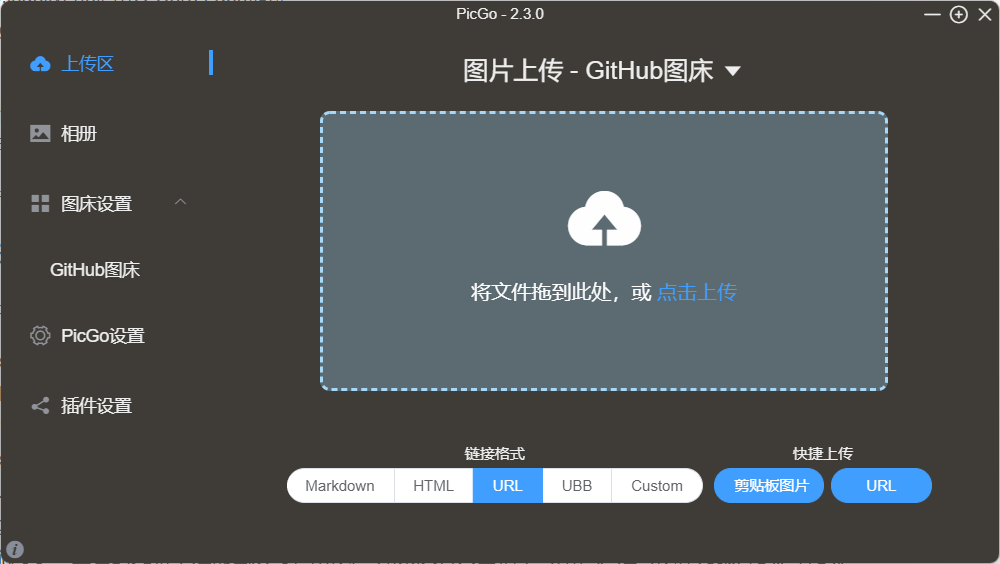 PicGo - 2.3.0
上传区
相册
图床设置
GitHub图床
PicGo设置
插件设置
图片上传 - GitHub图床
将文件拖到此处，或 点击上传
链接格式
Markdown HTML URL UBB Custom
快捷上传
剪贴板图片 URL